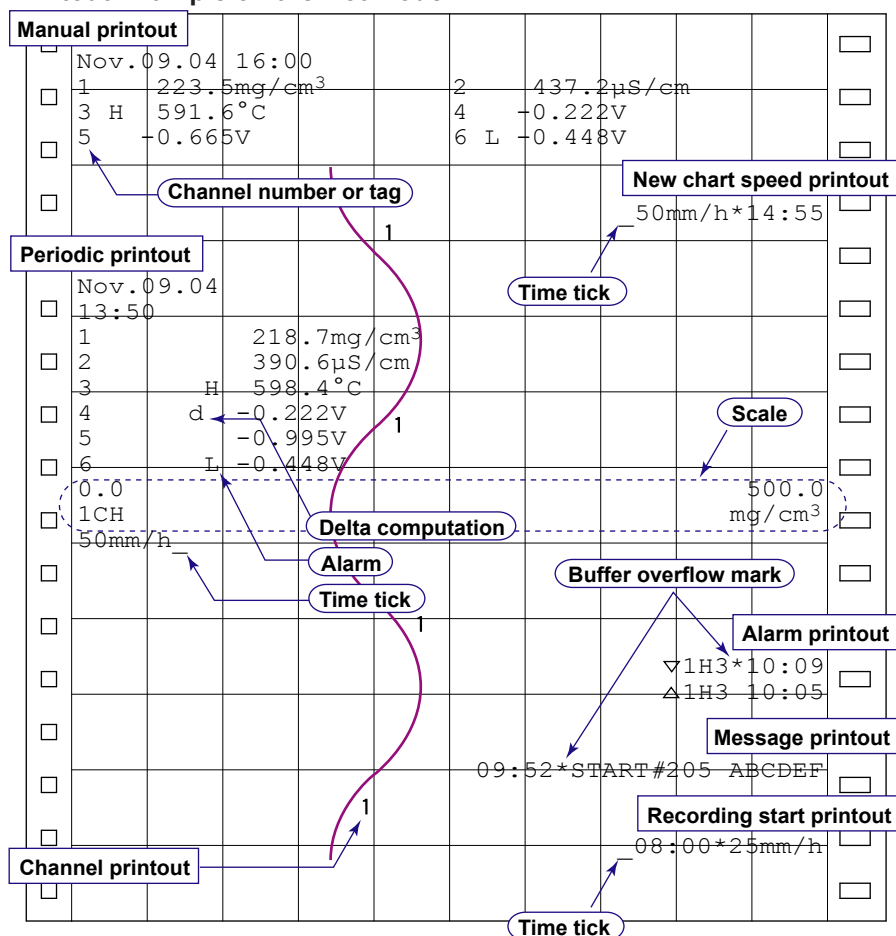 Manual printout
Nov.09.04 16:00
1 223.5mg/cm³ 2 437.2µS/cm
3 H 591.6°C 4 -0.222V
5 -0.665V 6 L -0.448V
Channel number or tag
New chart speed printout
_50mm/h*14:55
1
Time tick
Periodic printout
Nov.09.04
13:50
1 218.7mg/cm³
2 390.6µS/cm
3 H 598.4°C
4 d -0.222V
5 -0.995V
6 L -0.448V
1
Scale
0.0 500.0
1CH mg/cm³
50mm/h_
Delta computation
Alarm
Time tick
Buffer overflow mark
1
Alarm printout
▽1H3*10:09
△1H3 10:05
Message printout
09:52*START#205 ABCDEF
1
Recording start printout
_08:00*25mm/h
Channel printout
Time tick